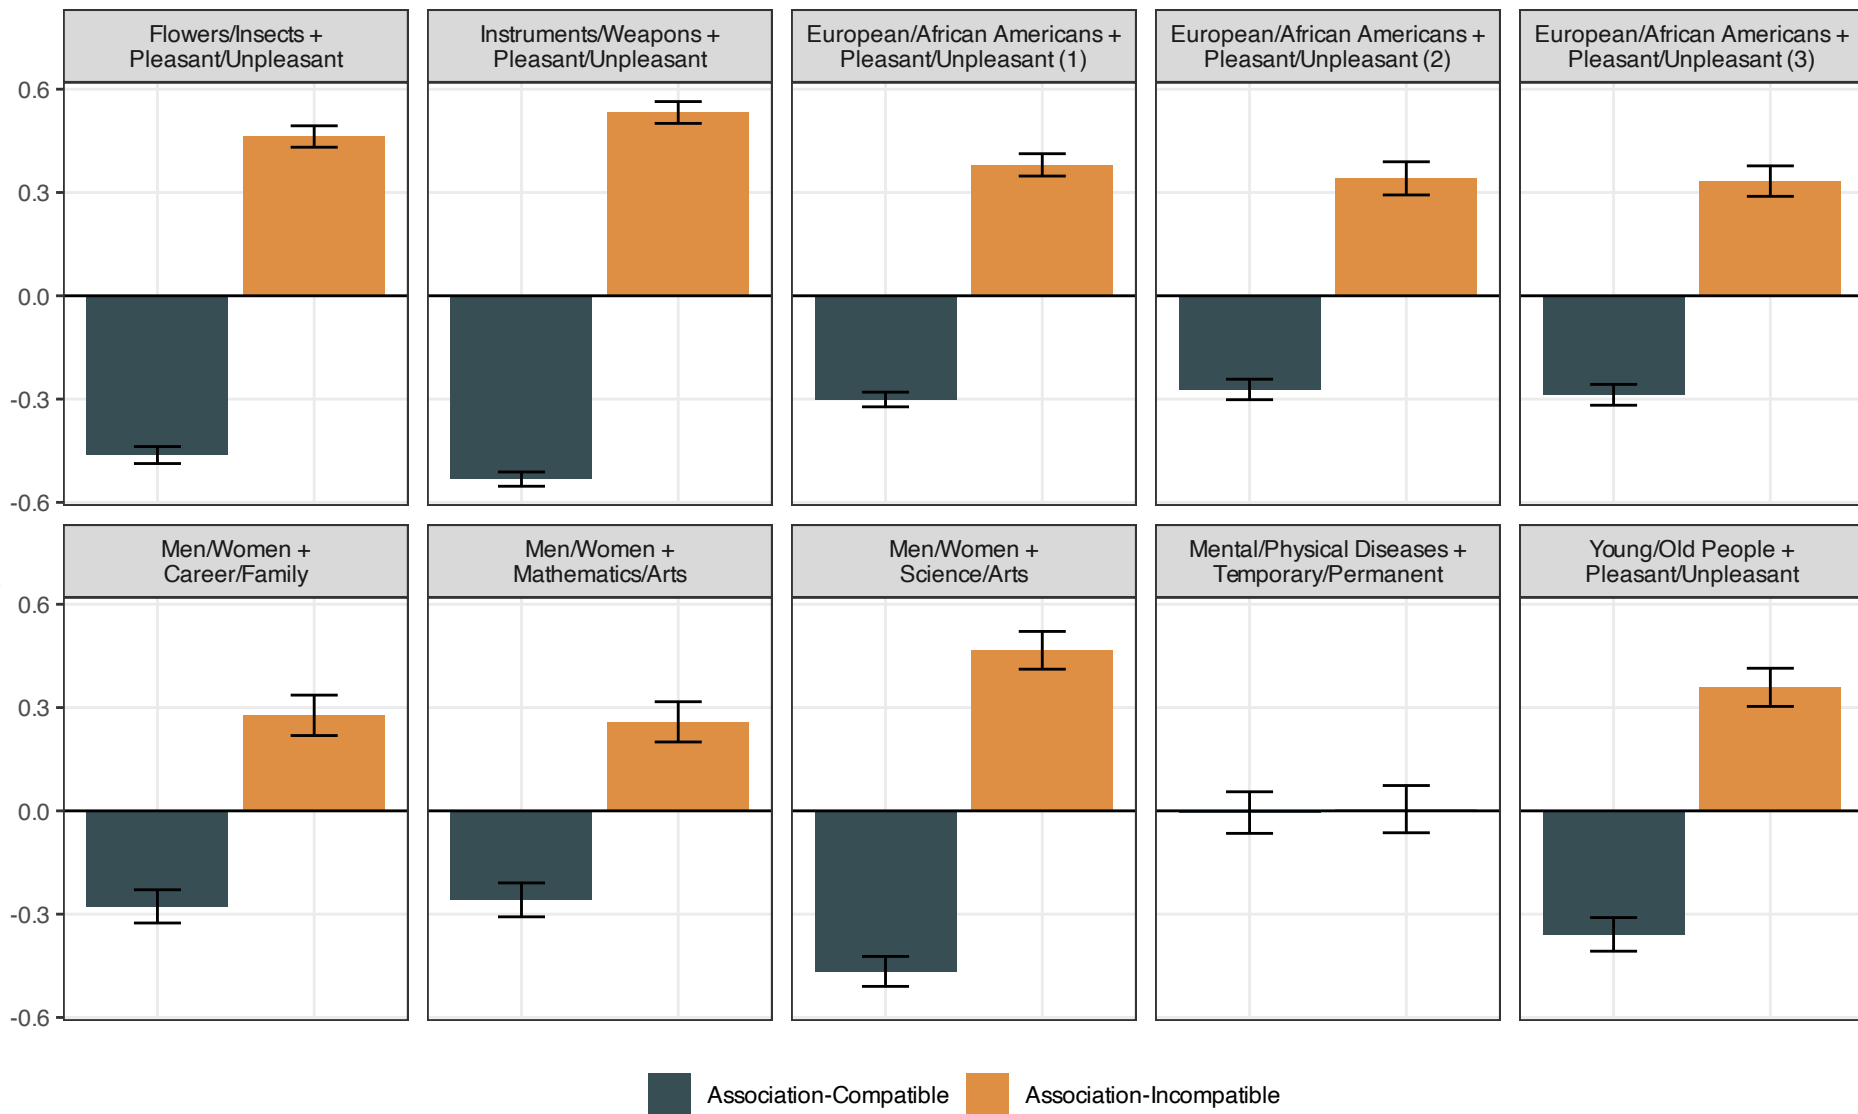 Flowers/Insects +
Pleasant/Unpleasant
Instruments/Weapons +
Pleasant/Unpleasant
European/African Americans +
Pleasant/Unpleasant (1)
European/African Americans +
Pleasant/Unpleasant (2)
European/African Americans +
Pleasant/Unpleasant (3)
0.6
0.3
0.0
-0.3
-0.6
Men/Women +
Career/Family
Men/Women +
Mathematics/Arts
Men/Women +
Science/Arts
Mental/Physical Diseases +
Temporary/Permanent
Young/Old People +
Pleasant/Unpleasant
0.6
0.3
0.0
-0.3
-0.6
Association-Compatible
Association-Incompatible